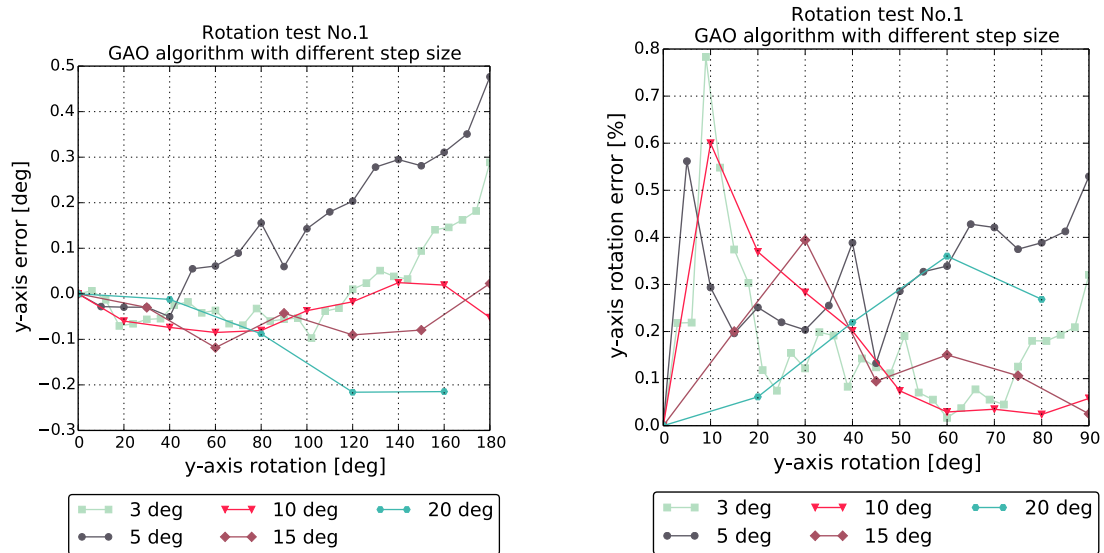 Rotation test No.1
GAO algorithm with different step size
0.5
0.4
0.3
0.2
0.1
0.0
−0.1
−0.2
−0.3
y-axis error [deg]
0 20 40 60 80 100 120 140 160 180
y-axis rotation [deg]
3 deg 10 deg 20 deg
5 deg 15 deg
Rotation test No.1
GAO algorithm with different step size
0.8
0.7
0.6
0.5
0.4
0.3
0.2
0.1
0.0
y-axis rotation error [%]
0 10 20 30 40 50 60 70 80 90
y-axis rotation [deg]
3 deg 10 deg 20 deg
5 deg 15 deg